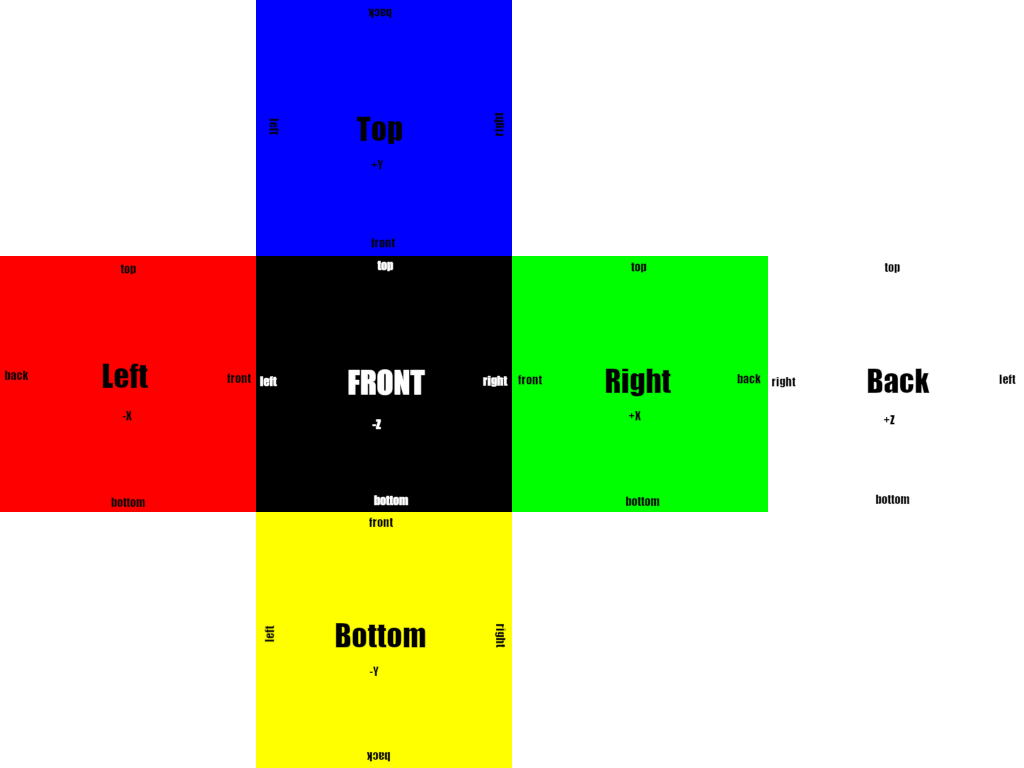 back
left
Top
right
+Y
front
top
back
Left
front
-X
bottom
top
left
FRONT
right
-Z
bottom
top
front
Right
back
+X
bottom
top
right
Back
left
+Z
bottom
front
left
Bottom
right
-Y
back